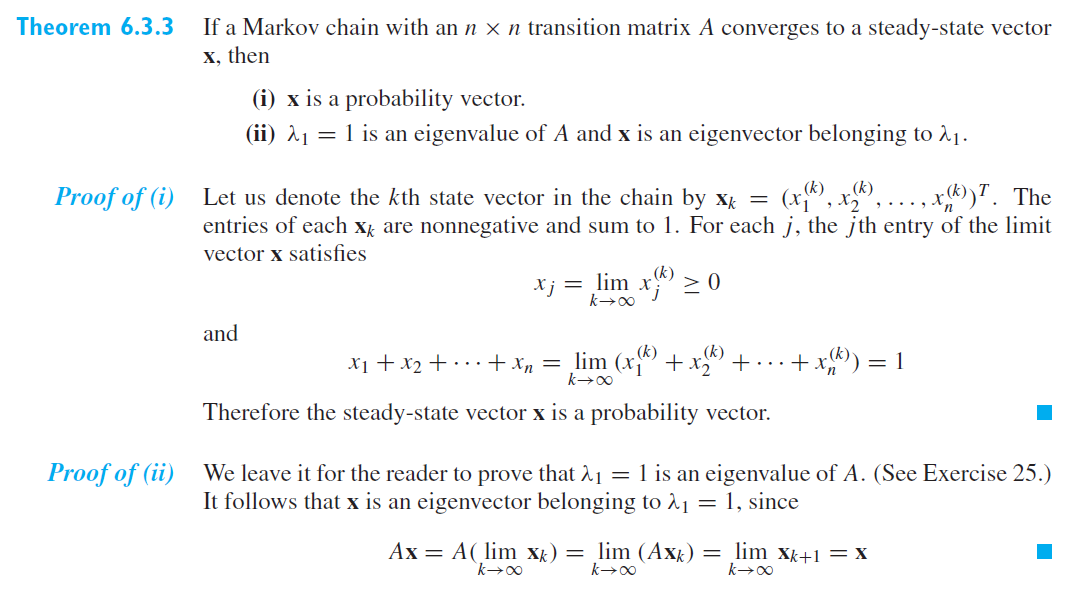 Theorem 6.3.3 If a Markov chain with an n × n transition matrix A converges to a steady-state vector
x, then
(i) x is a probability vector.
(ii) λ₁ = 1 is an eigenvalue of A and x is an eigenvector belonging to λ₁.
Proof of (i) Let us denote the kth state vector in the chain by xₖ = (x₁⁽ᵏ⁾, x₂⁽ᵏ⁾, . . . , xₙ⁽ᵏ⁾)ᵀ. The
entries of each xₖ are nonnegative and sum to 1. For each j, the jth entry of the limit
vector x satisfies
xⱼ = lim_{k→∞} xⱼ⁽ᵏ⁾ ≥ 0
and
x₁ + x₂ + · · · + xₙ = lim_{k→∞} (x₁⁽ᵏ⁾ + x₂⁽ᵏ⁾ + · · · + xₙ⁽ᵏ⁾) = 1
Therefore the steady-state vector x is a probability vector.
Proof of (ii) We leave it for the reader to prove that λ₁ = 1 is an eigenvalue of A. (See Exercise 25.)
It follows that x is an eigenvector belonging to λ₁ = 1, since
Ax = A( lim_{k→∞} xₖ) = lim_{k→∞} (Axₖ) = lim_{k→∞} xₖ₊₁ = x